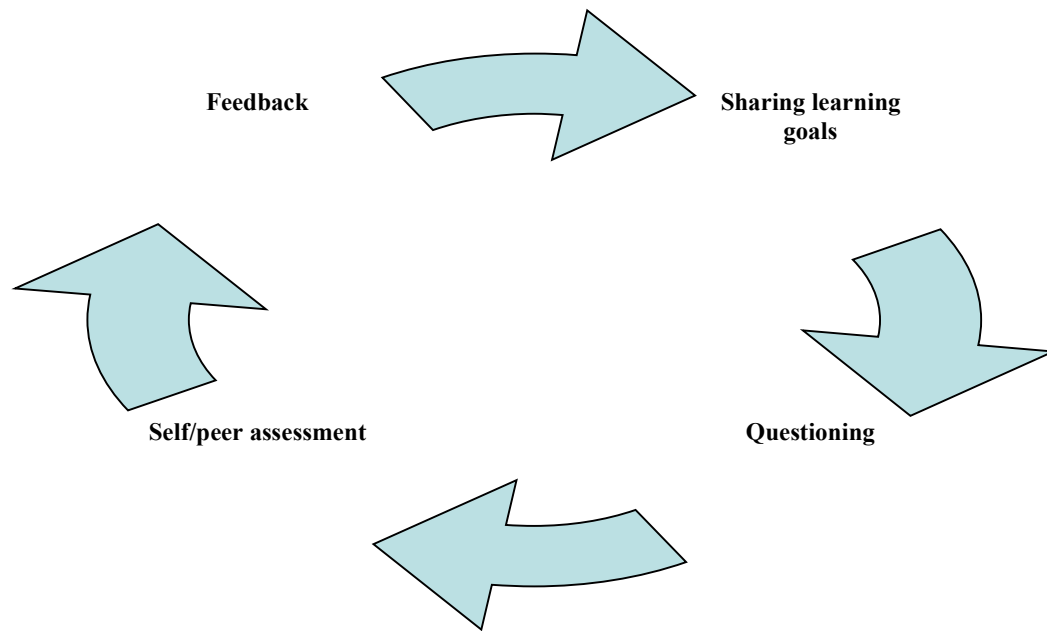 Feedback
Sharing learning
goals
Self/peer assessment
Questioning